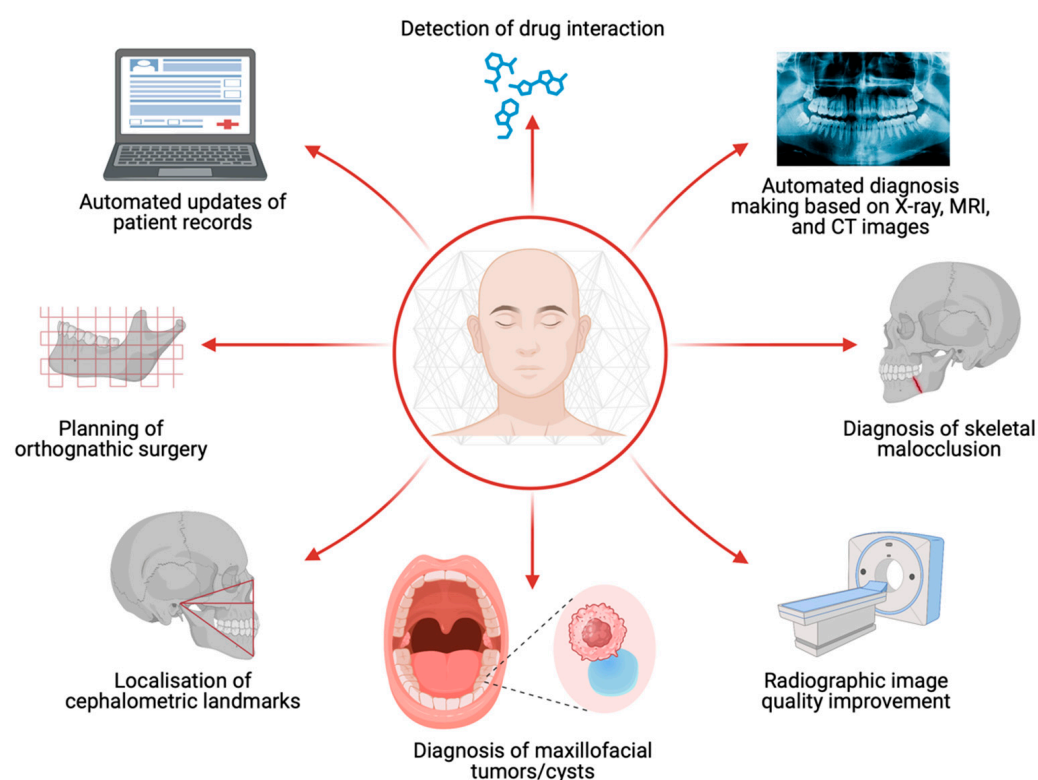 Detection of drug interaction
Automated updates of
patient records
Automated diagnosis
making based on X-ray, MRI,
and CT images
Planning of
orthognathic surgery
Diagnosis of skeletal
malocclusion
Localisation of
cephalometric landmarks
Radiographic image
quality improvement
Diagnosis of maxillofacial
tumors/cysts